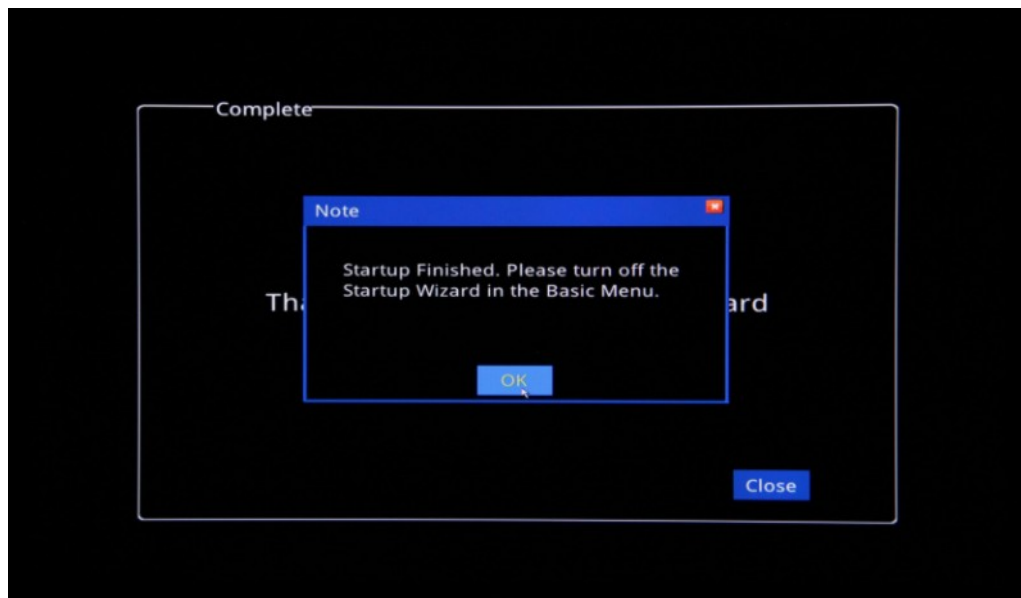 Complete
Note
Startup Finished. Please turn off the
Startup Wizard in the Basic Menu.
OK
Close